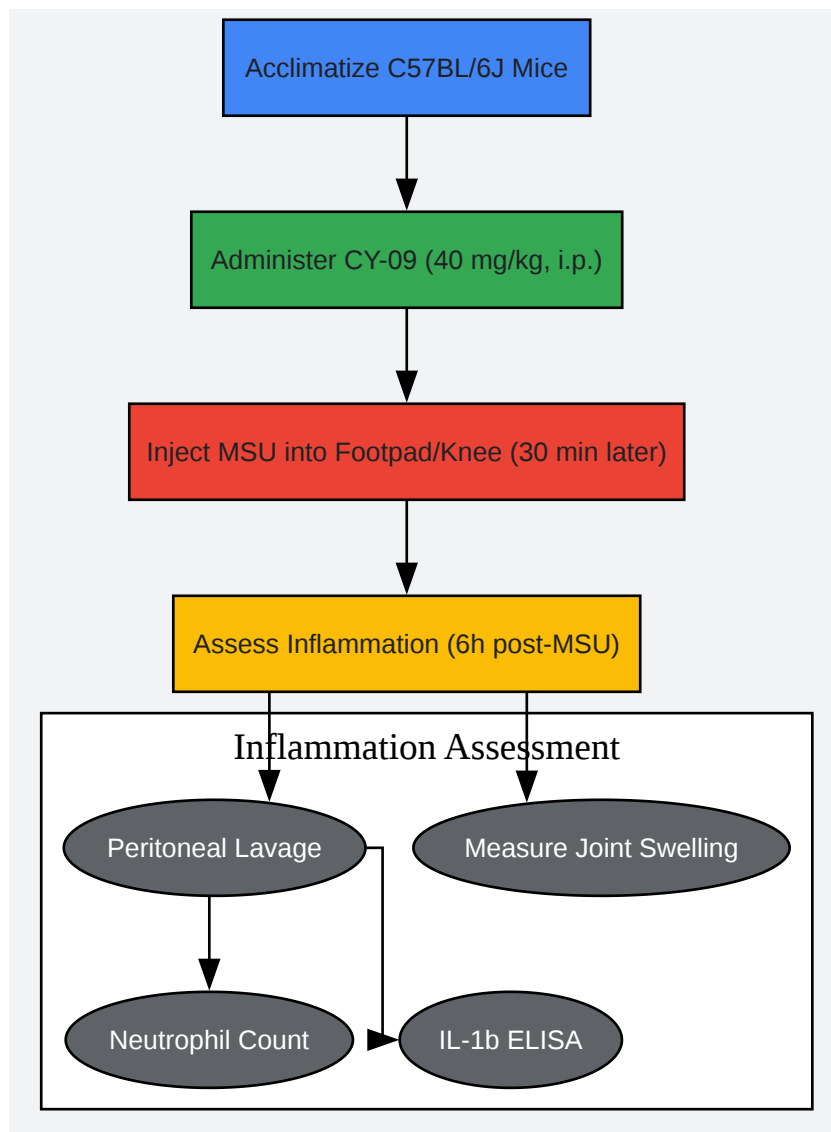 Acclimatize C57BL/6J Mice
Administer CY-09 (40 mg/kg, i.p.)
Inject MSU into Footpad/Knee (30 min later)
Assess Inflammation (6h post-MSU)
Inflammation Assessment
Peritoneal Lavage
Measure Joint Swelling
Neutrophil Count
IL-1b ELISA